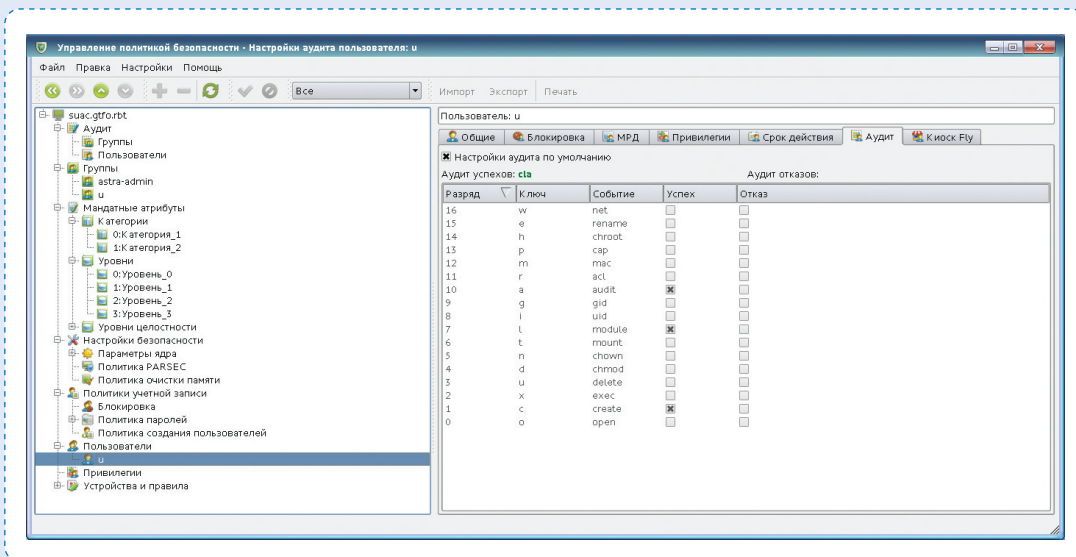 Управление политикой безопасности - Настройки аудита пользователя: u
Файл Правка Настройки Помощь
Все Импорт Экспорт Печать
suac.gtfo.rbt
Аудит
Группы
Пользователи
Группы
astra-admin
u
Мандатные атрибуты
Категории
0:Категория_1
1:Категория_2
Уровни
0:Уровень_0
1:Уровень_1
2:Уровень_2
3:Уровень_3
Уровни целостности
Настройки безопасности
Параметры ядра
Политика PARSEC
Политика очистки памяти
Политики учетной записи
Блокировка
Политика паролей
Политика создания пользователей
Пользователи
u
Привилегии
Устройства и правила
Пользователь: u
Общие Блокировка МРД Привилегии Срок действия Аудит Киоск Fly
Настройки аудита по умолчанию
Аудит успехов: cla Аудит отказов:
Разряд Ключ Событие Успех Отказ
16 w net
15 e rename
14 h chroot
13 p cap
12 m mac
11 r acl
10 a audit
9 g gid
8 i uid
7 l module
6 t mount
5 n chown
4 d chmod
3 u delete
2 x exec
1 c create
0 o open